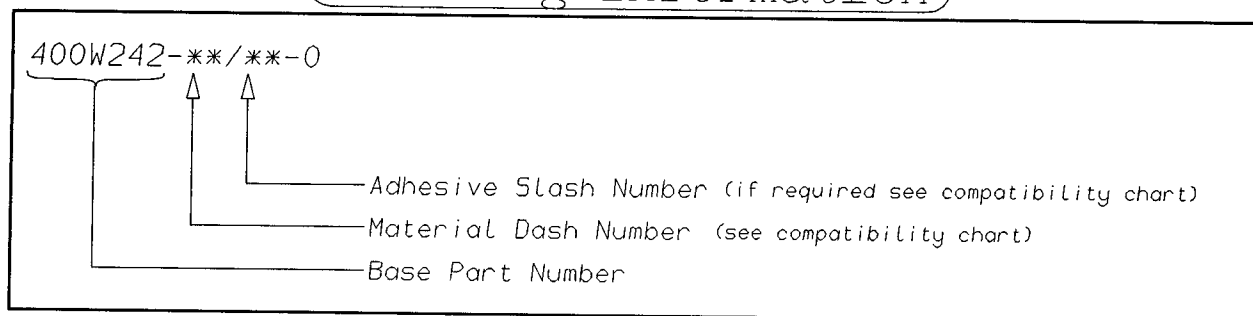 400W242-**/**-0
Adhesive Slash Number (if required see compatibility chart)
Material Dash Number (see compatibility chart)
Base Part Number